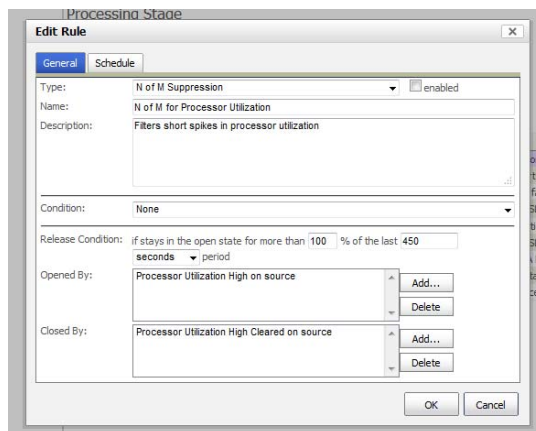 Processing Stage
Edit Rule
General Schedule
Type: N of M Suppression enabled
Name: N of M for Processor Utilization
Description: Filters short spikes in processor utilization
Condition: None
Release Condition: if stays in the open state for more than 100 % of the last 450
seconds period
Opened By: Processor Utilization High on source
Add...
Delete
Closed By: Processor Utilization High Cleared on source
Add...
Delete
OK Cancel